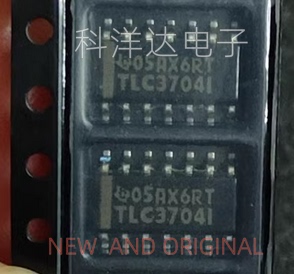 科洋达电子
05AX6RT
TLC3704I
05AX6RT
TLC3704I
NEW AND ORIGINAL